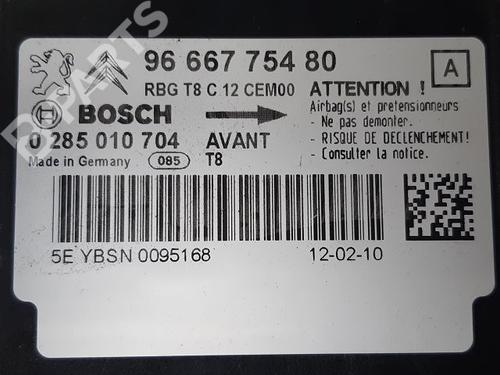 96 667 754 80
A
RBG T8 C 12 CEM00
ATTENTION !
BOSCH
Airbag(s) et pretensionneurs
- Ne pas demonter.
0 285 010 704 AVANT
- RISQUE DE DECLENCHEMENT!
Made in Germany 085 T8
- Consulter la notice.
5E YBSN 0095168
12-02-10
B-PARTS